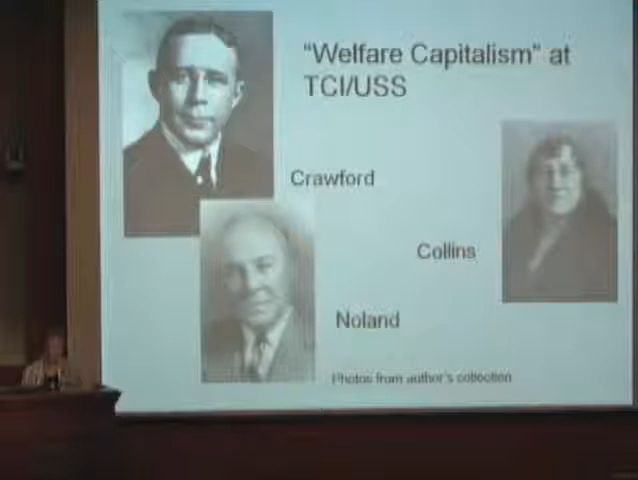 "Welfare Capitalism" at
TCI/USS
Crawford
Collins
Noland
Photos from author's collection